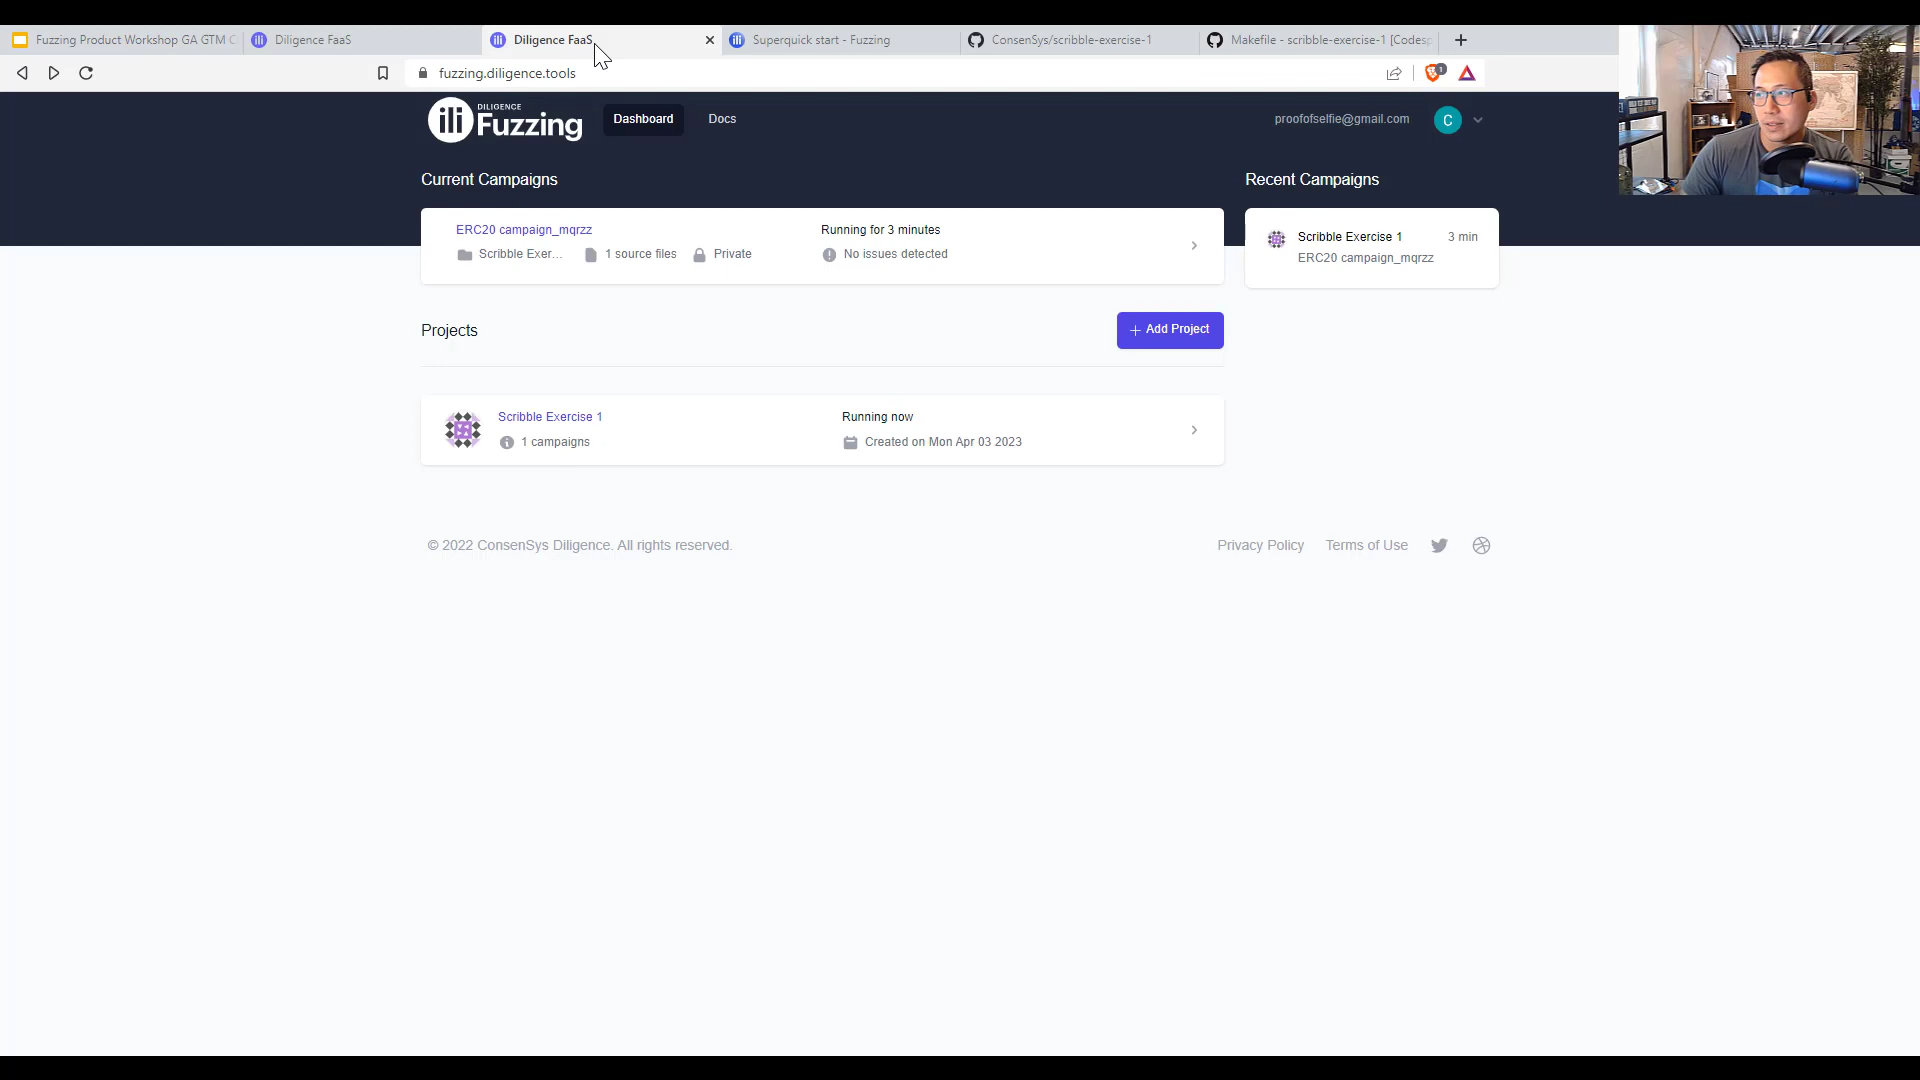 Fuzzing Product Workshop GA GTM C
Diligence FaaS
Diligence FaaS
Superquick start - Fuzzing
ConsenSys/scribble-exercise-1
Makefile - scribble-exercise-1 [Codesp
fuzzing.diligence.tools
1
DILIGENCE
Fuzzing
Dashboard
Docs
proofofselfie@gmail.com
C
Current Campaigns
Recent Campaigns
ERC20 campaign_mqrzz
Running for 3 minutes
Scribble Exer...
1 source files
Private
No issues detected
Scribble Exercise 1
3 min
ERC20 campaign_mqrzz
Projects
Add Project
Scribble Exercise 1
Running now
1 campaigns
Created on Mon Apr 03 2023
© 2022 ConsenSys Diligence. All rights reserved.
Privacy Policy
Terms of Use